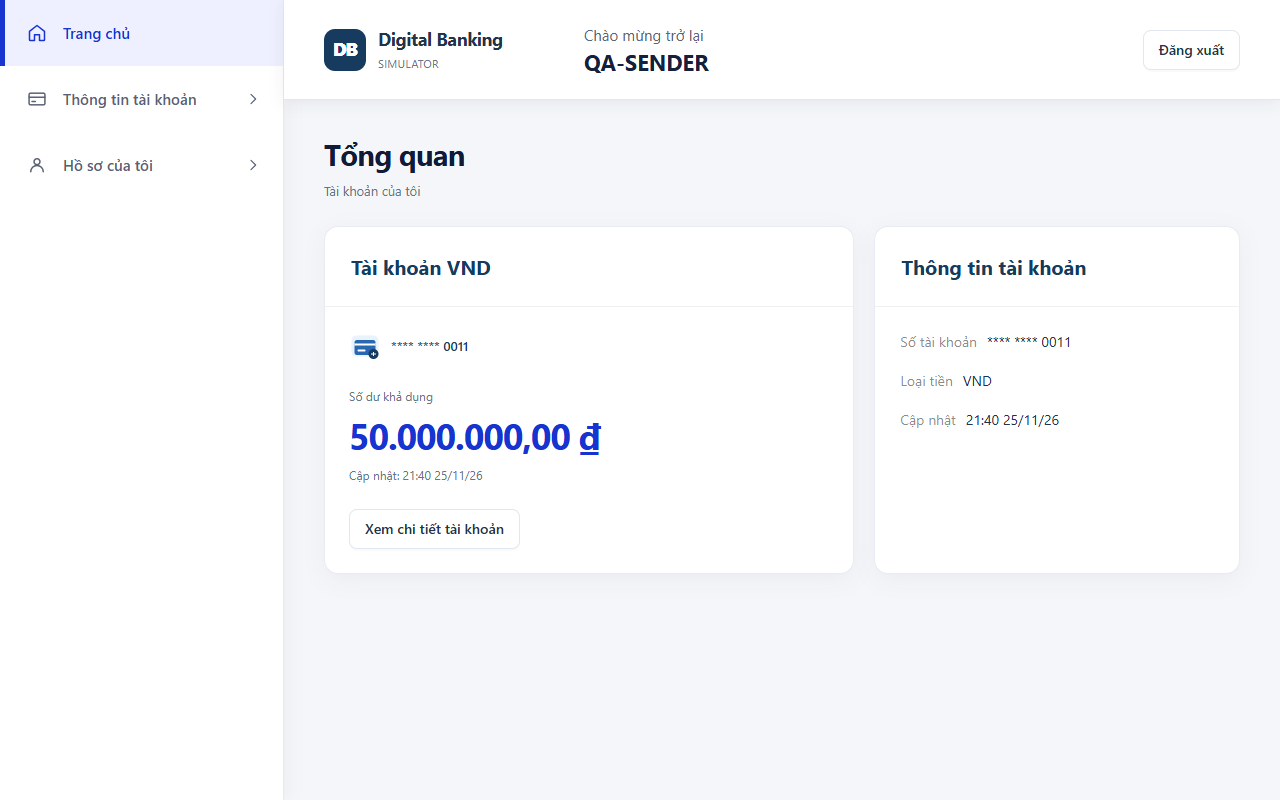 Trang chủ
Thông tin tài khoản
Hồ sơ của tôi
DB
Digital Banking
SIMULATOR
Chào mừng trở lại
QA-SENDER
Đăng xuất
Tổng quan
Tài khoản của tôi
Tài khoản VND
**** **** 0011
Số dư khả dụng
50.000.000,00 ₫
Cập nhật: 21:40 25/11/26
Xem chi tiết tài khoản
Thông tin tài khoản
Số tài khoản **** **** 0011
Loại tiền VND
Cập nhật 21:40 25/11/26